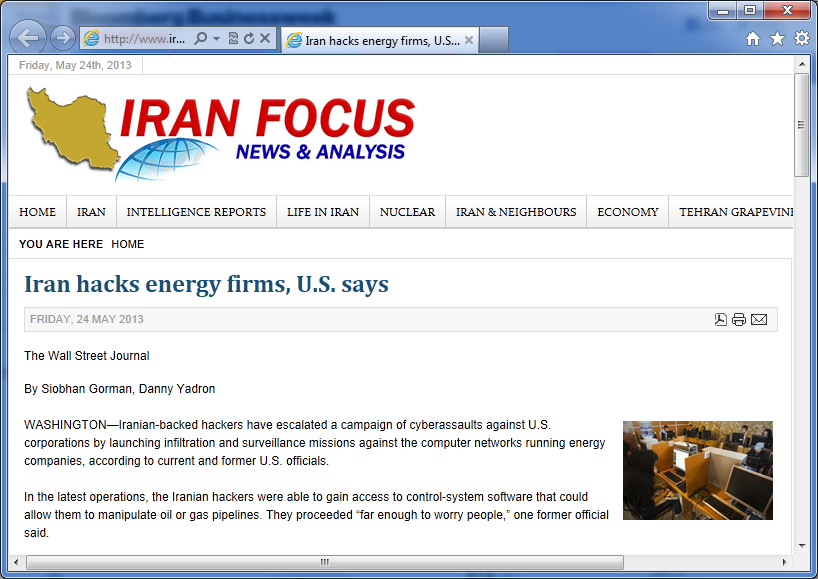 Bloomberg Businessweek
http://www.ir...
Iran hacks energy firms, U.S....
Friday, May 24th, 2013
IRAN FOCUS
NEWS & ANALYSIS
HOME
IRAN
INTELLIGENCE REPORTS
LIFE IN IRAN
NUCLEAR
IRAN & NEIGHBOURS
ECONOMY
TEHRAN GRAPEVINE
YOU ARE HERE HOME
Iran hacks energy firms, U.S. says
FRIDAY, 24 MAY 2013
The Wall Street Journal
By Siobhan Gorman, Danny Yadron
WASHINGTON—Iranian-backed hackers have escalated a campaign of cyberassaults against U.S.
corporations by launching infiltration and surveillance missions against the computer networks running energy
companies, according to current and former U.S. officials.
In the latest operations, the Iranian hackers were able to gain access to control-system software that could
allow them to manipulate oil or gas pipelines. They proceeded “far enough to worry people,” one former official
said.